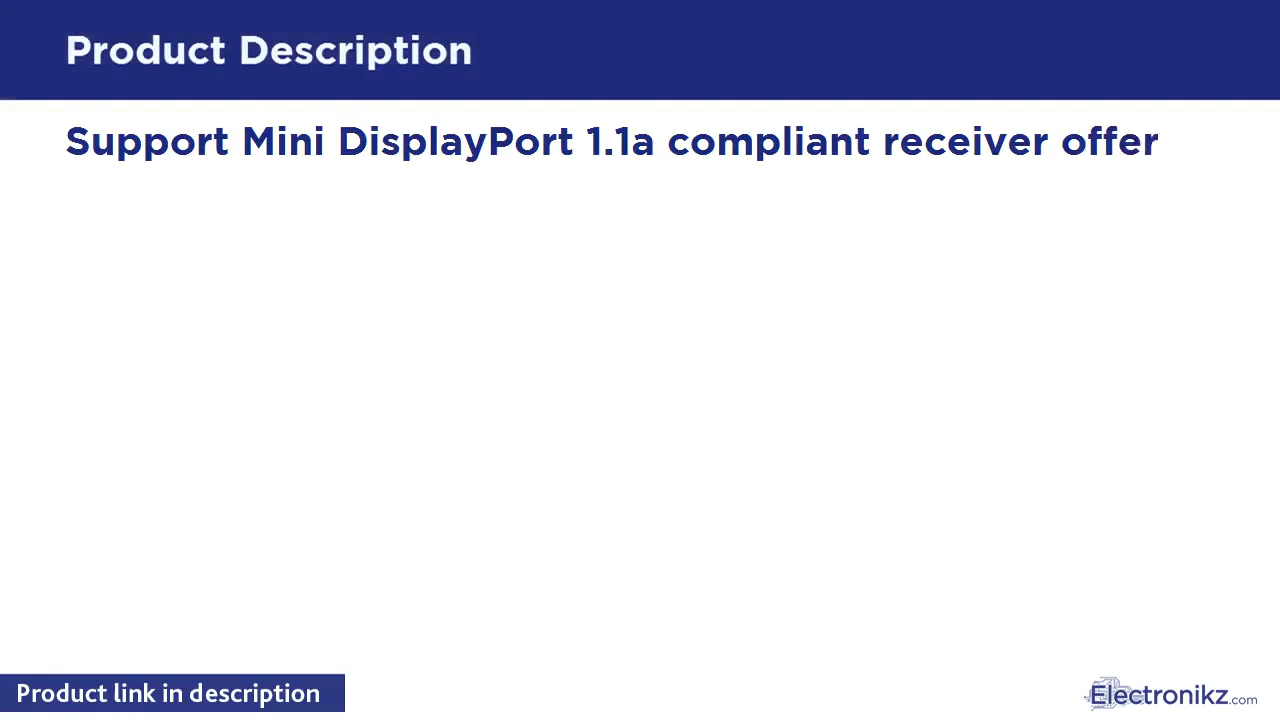 Product Description
Support Mini DisplayPort 1.1a compliant receiver offer
Product link in description
Electronikz.com